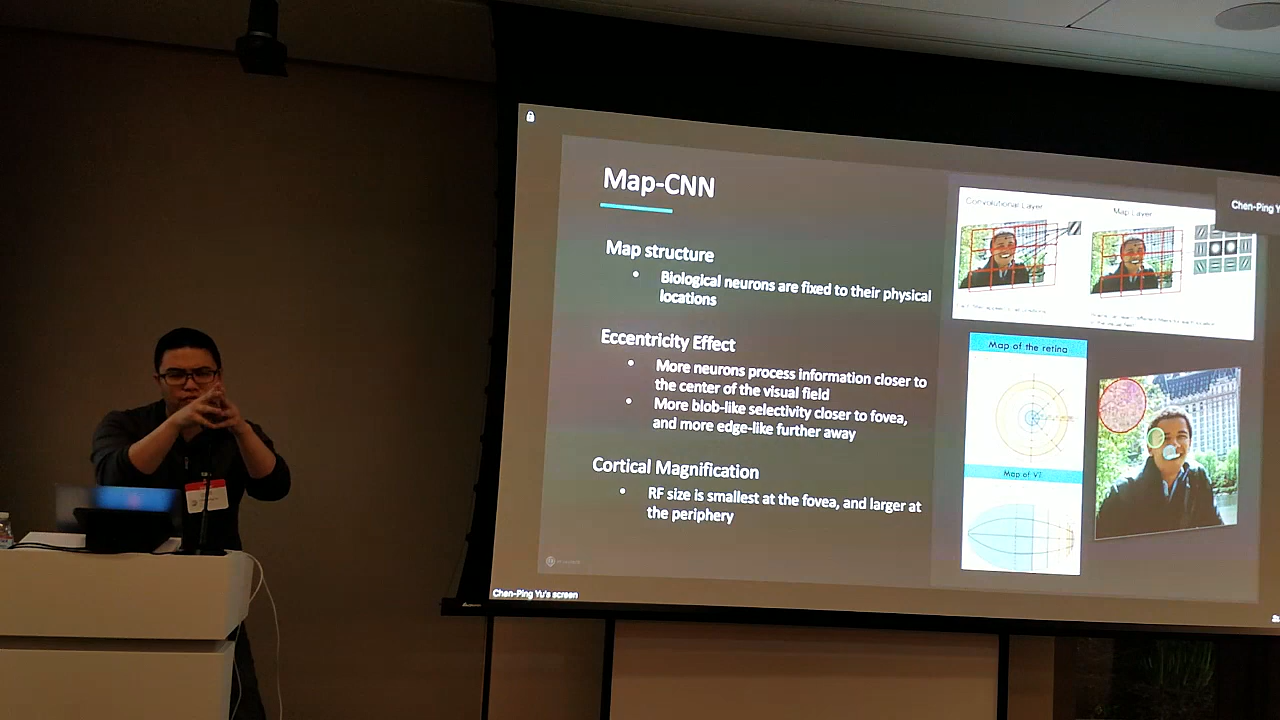 Map-CNN
Map structure
• Biological neurons are fixed to their physical
locations
Eccentricity Effect
• More neurons process information closer to
the center of the visual field
• More blob-like selectivity closer to fovea,
and more edge-like further away
Cortical Magnification
• RF size is smallest at the fovea, and larger at
the periphery
Convolutional Layer
Map Layer
Chen-Ping Y
Map of the retina
Map of V1
Chen-Ping Yu's screen